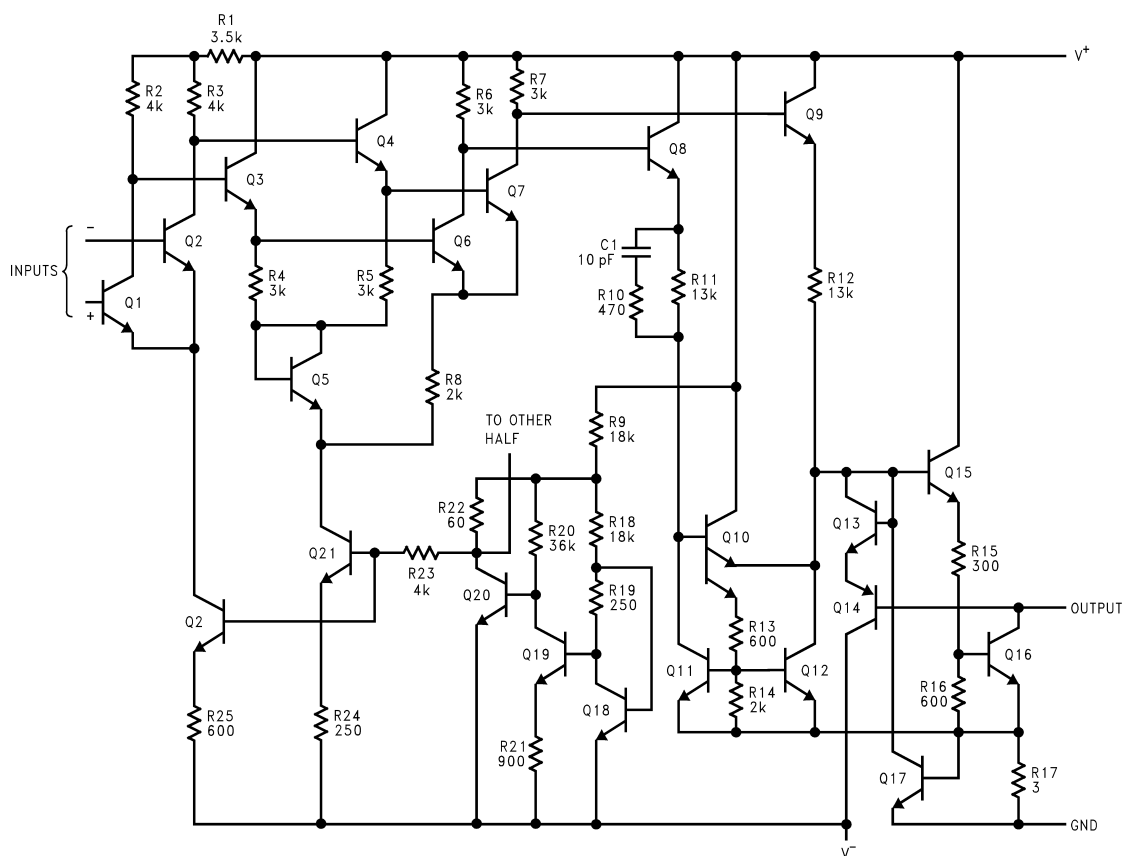 R1
3.5k
V+
R2
4k
R3
4k
R6
3k
R7
3k
Q4
Q9
Q3
Q8
Q7
−
INPUTS
Q2
Q6
C1
10 pF
R4
3k
R5
3k
R11
13k
R12
13k
Q1
+
R10
470
Q5
R8
2k
TO OTHER
HALF
R9
18k
Q15
R22
60
R20
36k
R18
18k
Q13
Q10
Q21
R15
300
R23
4k
Q20
R19
250
Q14
OUTPUT
Q2
R13
600
Q19
Q16
Q11
Q12
R16
600
R14
2k
Q18
R25
600
R24
250
R21
900
Q17
R17
3
GND
V−